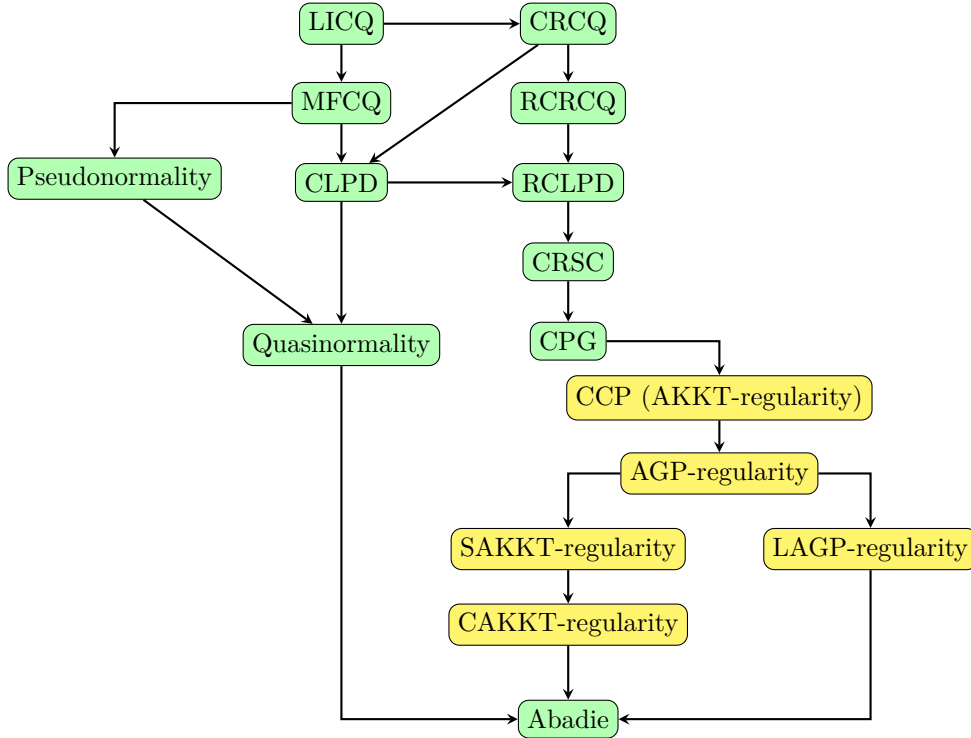 LICQ
CRCQ
MFCQ
RCRCQ
Pseudonormality
CLPD
RCLPD
CRSC
Quasinormality
CPG
CCP (AKKT-regularity)
AGP-regularity
SAKKT-regularity
LAGP-regularity
CAKKT-regularity
Abadie